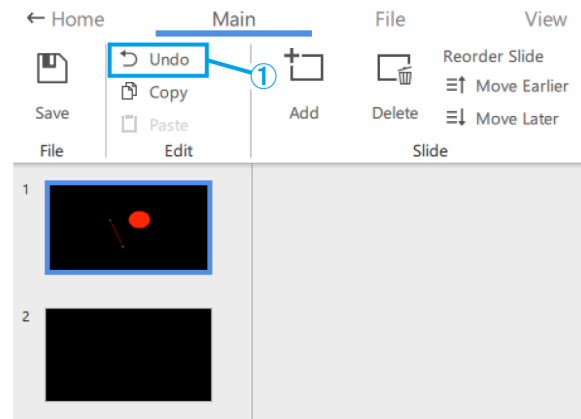 ← Home Main File View
Undo
①
Copy
Paste
Save
Add
Delete
Reorder Slide
Move Earlier
Move Later
File
Edit
Slide
1
2